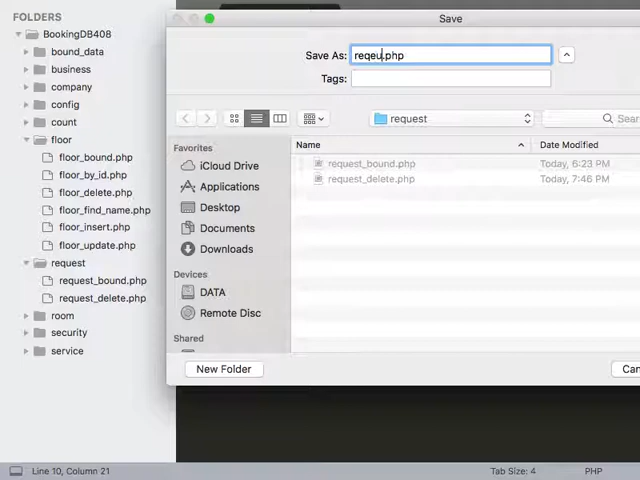 FOLDERS
BookingDB408
bound_data
business
company
config
count
floor
floor_bound.php
floor_by_id.php
floor_delete.php
floor_find_name.php
floor_insert.php
floor_update.php
request
request_bound.php
request_delete.php
room
security
service
Save
Save As: reqeu.php
Tags:
request
Sear
Favorites
iCloud Drive
Applications
Desktop
Documents
Downloads
Devices
DATA
Remote Disc
Shared
Name Date Modified
request_bound.php Today, 6:23 PM
request_delete.php Today, 7:46 PM
New Folder
Can
Line 10, Column 21
Tab Size: 4
PHP